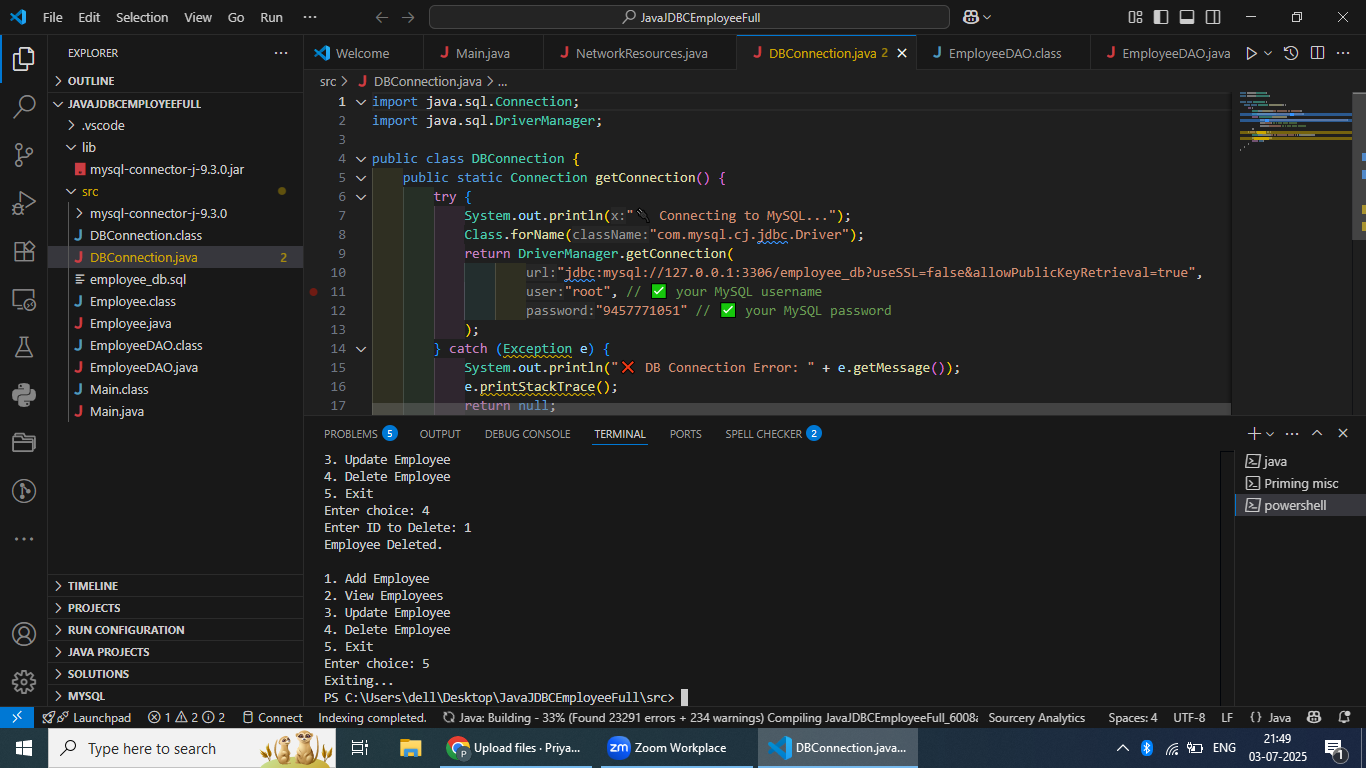 File Edit Selection View Go Run ··· JavaJDBCEmployeeFull
EXPLORER ···
OUTLINE
JAVAJDBCEMPLOYEEFULL
.vscode
lib
mysql-connector-j-9.3.0.jar
src
mysql-connector-j-9.3.0
DBConnection.class
DBConnection.java 2
employee_db.sql
Employee.class
Employee.java
EmployeeDAO.class
EmployeeDAO.java
Main.class
Main.java
TIMELINE
PROJECTS
RUN CONFIGURATION
JAVA PROJECTS
SOLUTIONS
MYSQL
Welcome Main.java NetworkResources.java DBConnection.java 2 EmployeeDAO.class EmployeeDAO.java
src > DBConnection.java > ...
1 import java.sql.Connection;
2 import java.sql.DriverManager;
3
4 public class DBConnection {
5 public static Connection getConnection() {
6 try {
7 System.out.println(x:"🔌 Connecting to MySQL...");
8 Class.forName(className:"com.mysql.cj.jdbc.Driver");
9 return DriverManager.getConnection(
10 url:"jdbc:mysql://127.0.0.1:3306/employee_db?useSSL=false&allowPublicKeyRetrieval=true",
11 user:"root", // ✅ your MySQL username
12 password:"9457771051" // ✅ your MySQL password
13 );
14 } catch (Exception e) {
15 System.out.println("❌ DB Connection Error: " + e.getMessage());
16 e.printStackTrace();
17 return null;
PROBLEMS 5 OUTPUT DEBUG CONSOLE TERMINAL PORTS SPELL CHECKER 2
3. Update Employee
4. Delete Employee
5. Exit
Enter choice: 4
Enter ID to Delete: 1
Employee Deleted.
1. Add Employee
2. View Employees
3. Update Employee
4. Delete Employee
5. Exit
Enter choice: 5
Exiting...
PS C:\Users\dell\Desktop\JavaJDBCEmployeeFull\src>
java
Priming misc
powershell
Launchpad 1 2 2 Connect Indexing completed. Java: Building - 33% (Found 23291 errors + 234 warnings) Compiling JavaJDBCEmployeeFull_6008a Sourcery Analytics Spaces: 4 UTF-8 LF {} Java
Type here to search Upload files · Priya... zm Zoom Workplace DBConnection.java... ENG 21:49
03-07-2025 1